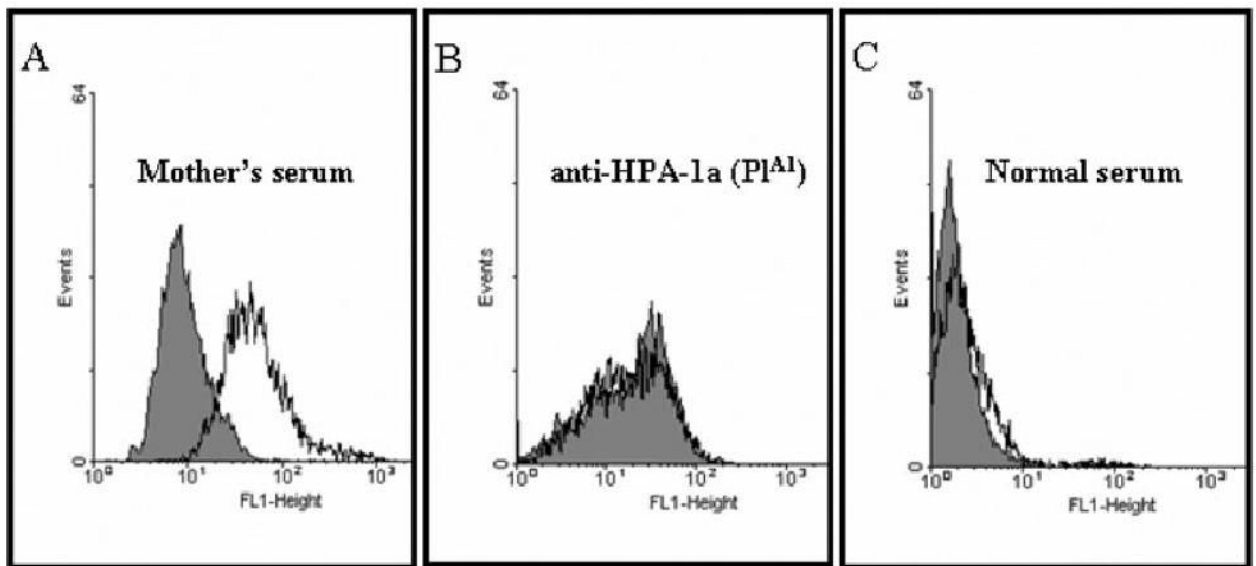 A
64
Mother's serum
Events
0
10⁰ 10¹ 10² 10³
FL1-Height
B
64
anti-HPA-1a (Pl^A1)
Events
0
10⁰ 10¹ 10² 10³
FL1-Height
C
64
Normal serum
Events
0
10⁰ 10¹ 10² 10³
FL1-Height